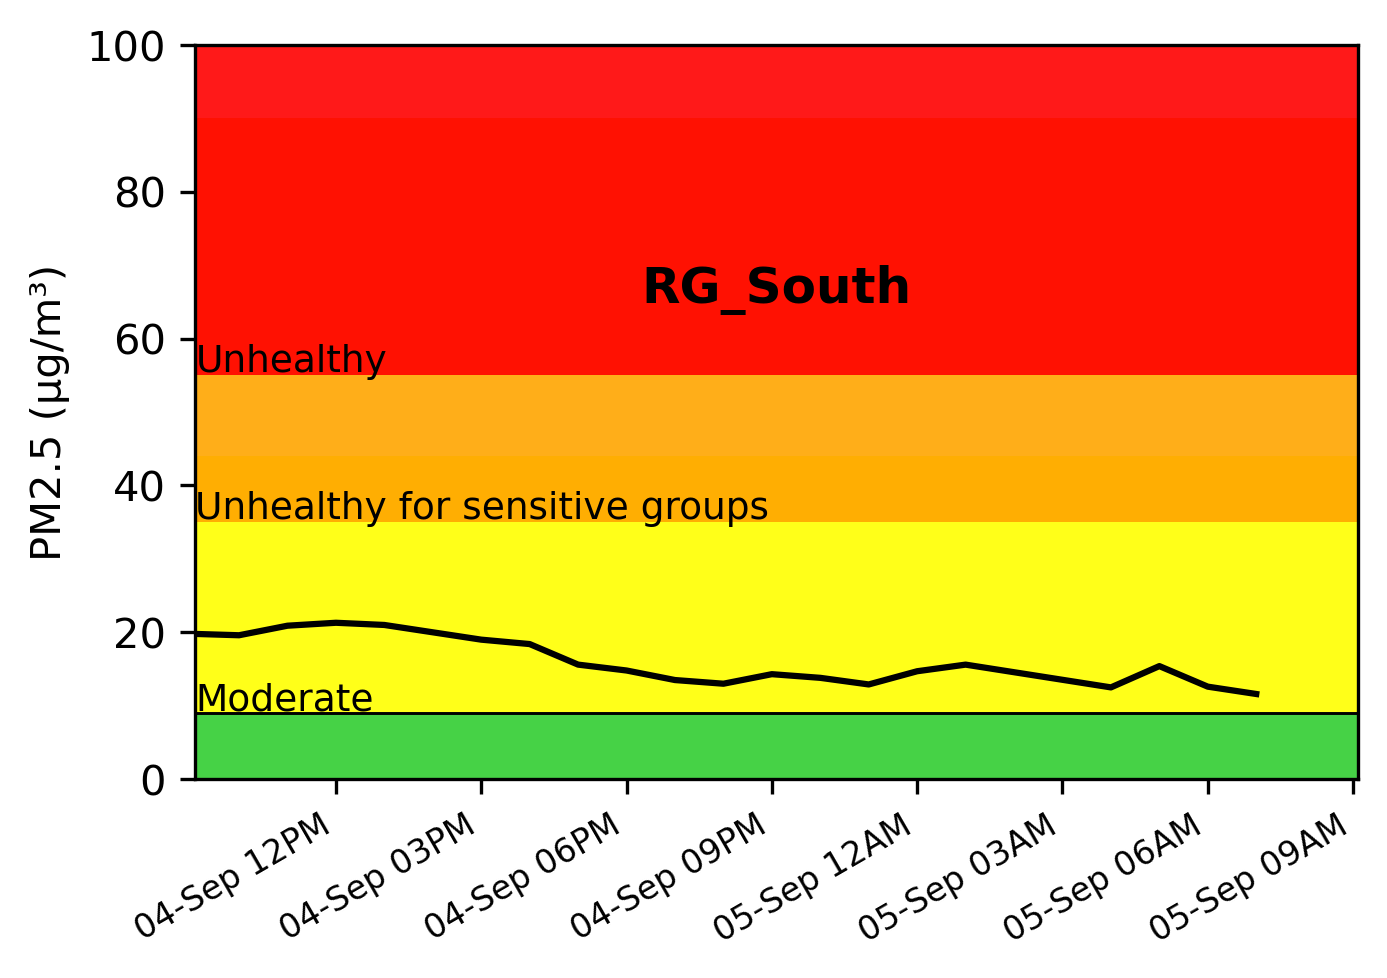 100
80
60
40
20
0
PM2.5 (µg/m³)
RG_South
Unhealthy
Unhealthy for sensitive groups
Moderate
04-Sep 12PM
04-Sep 03PM
04-Sep 06PM
04-Sep 09PM
05-Sep 12AM
05-Sep 03AM
05-Sep 06AM
05-Sep 09AM